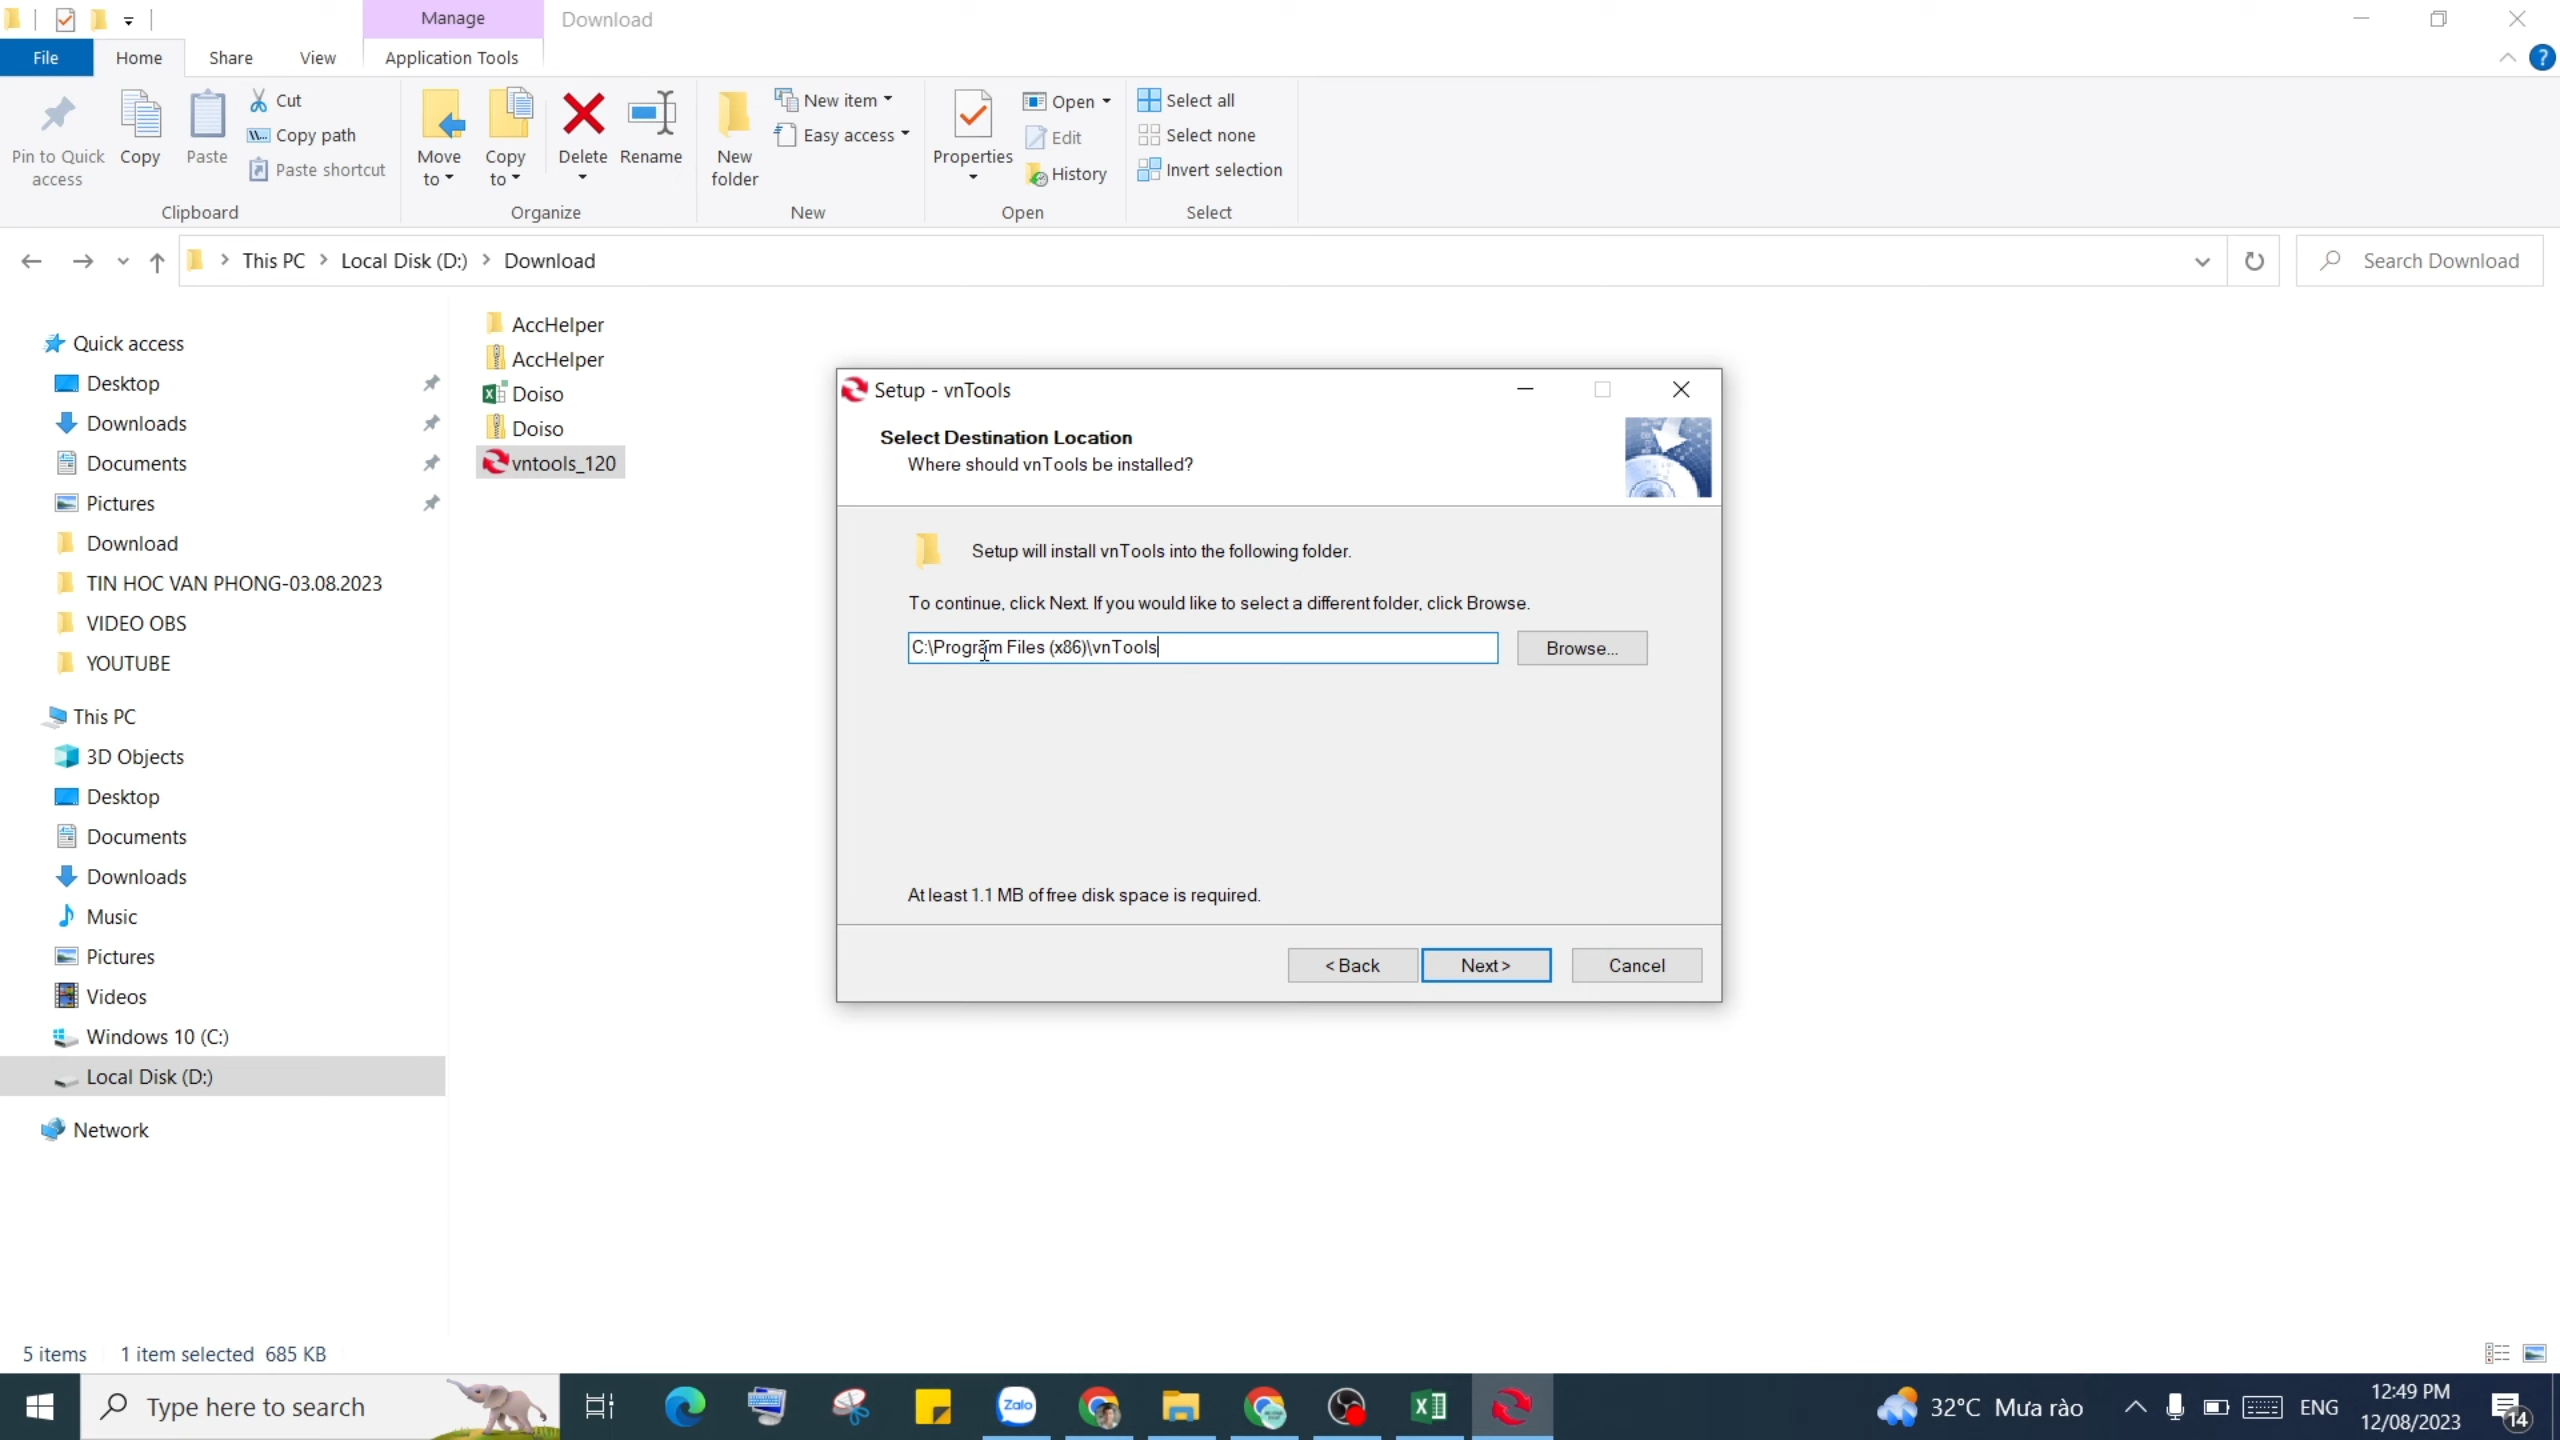 Manage
Download
File
Home
Share
View
Application Tools
Pin to Quick access
Copy
Paste
Cut
Copy path
Paste shortcut
Clipboard
Move to
Copy to
Delete
Rename
Organize
New folder
New item
Easy access
New
Properties
Open
Edit
History
Open
Select all
Select none
Invert selection
Select
This PC
Local Disk (D:)
Download
Search Download
Quick access
Desktop
Downloads
Documents
Pictures
Download
TIN HOC VAN PHONG-03.08.2023
VIDEO OBS
YOUTUBE
This PC
3D Objects
Desktop
Documents
Downloads
Music
Pictures
Videos
Windows 10 (C:)
Local Disk (D:)
Network
AccHelper
AccHelper
Doiso
Doiso
vntools_120
Setup - vnTools
Select Destination Location
Where should vnTools be installed?
Setup will install vnTools into the following folder.
To continue, click Next. If you would like to select a different folder, click Browse.
C:\Program Files (x86)\vnTools
Browse...
At least 1.1 MB of free disk space is required.
< Back
Next >
Cancel
5 items
1 item selected 685 KB
Type here to search
Zalo
32°C Mưa rào
ENG
12:49 PM
12/08/2023
14